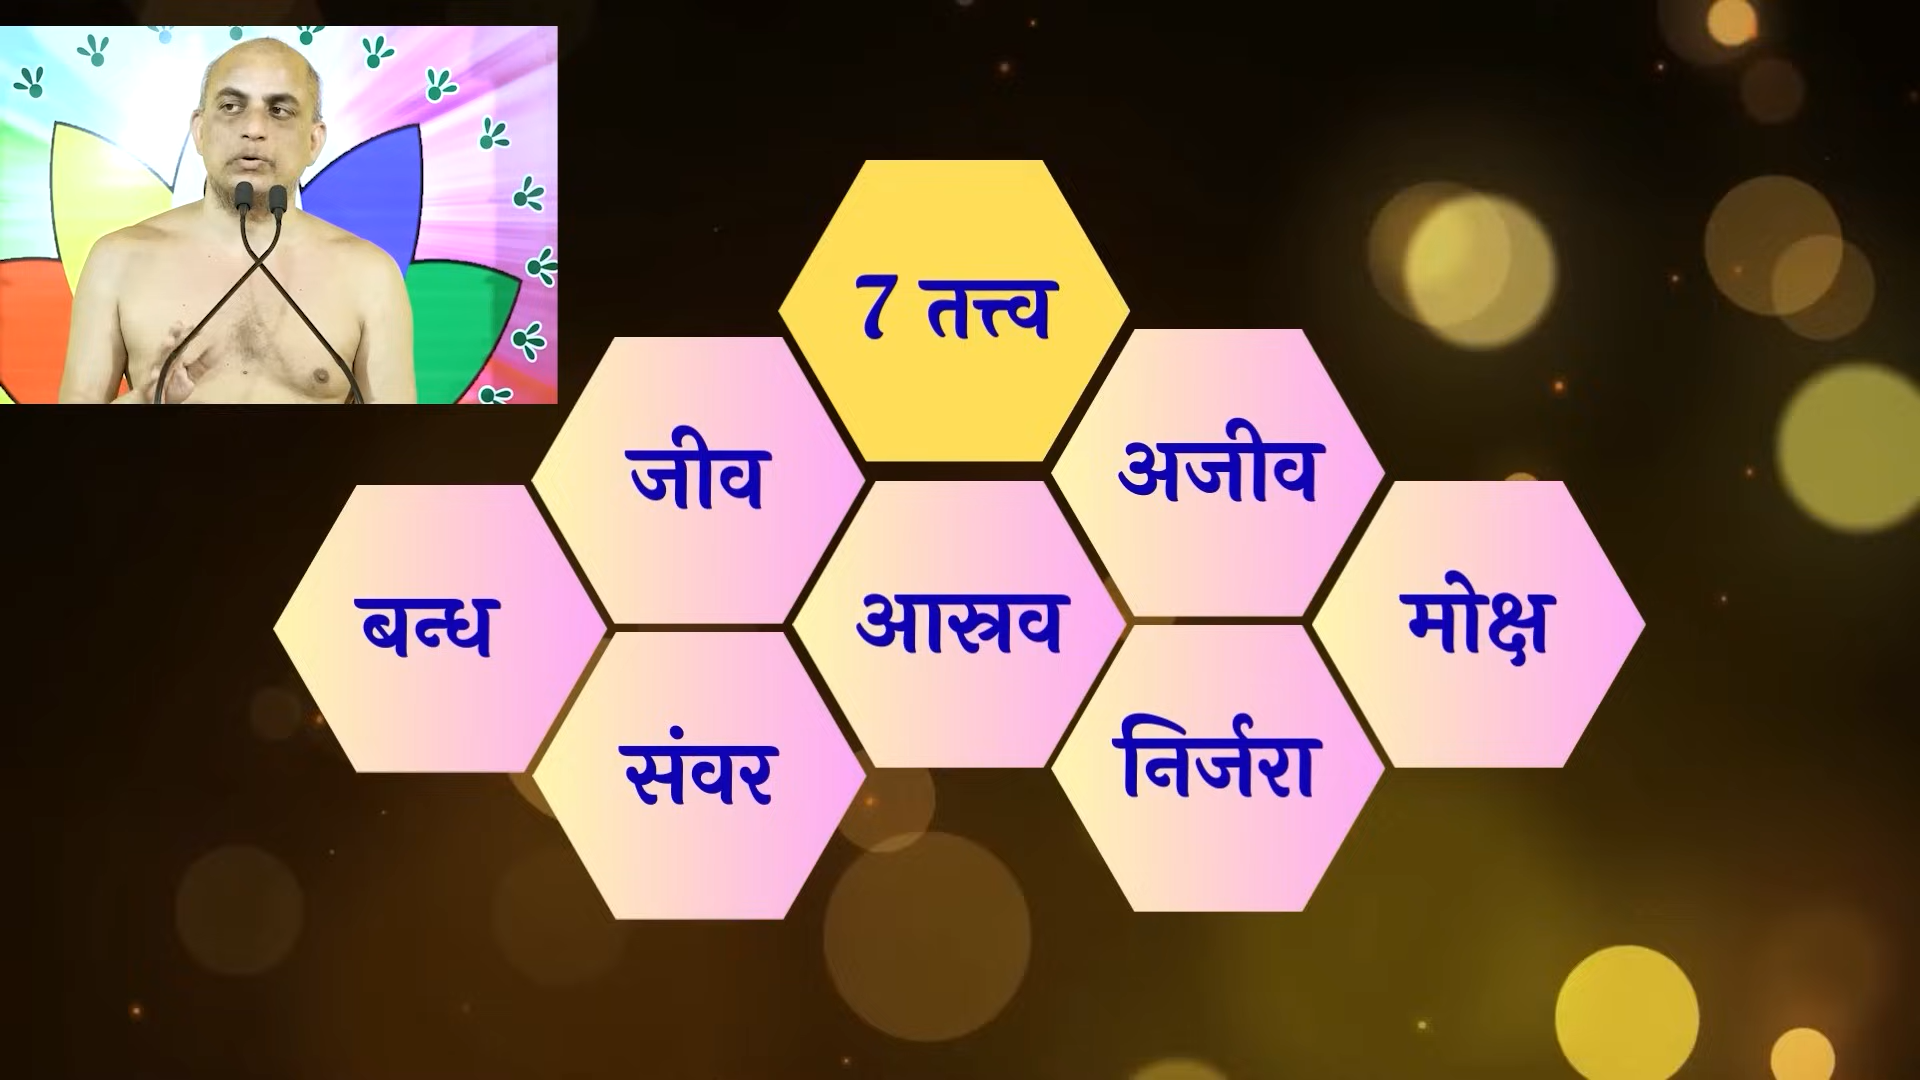 7 तत्त्व
जीव
अजीव
बन्ध
आस्रव
मोक्ष
संवर
निर्जरा